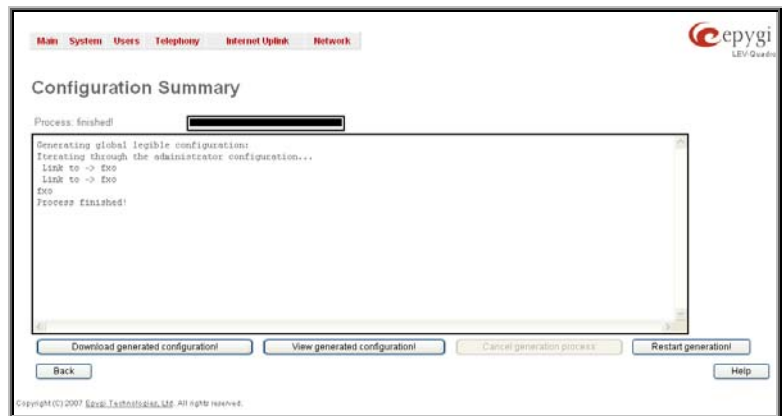 epygi
LEV-Quadro
Main System Users Telephony Internet Uplink Network
Configuration Summary
Process: finished!
Generating global legible configuration:
Iterating through the administrator configuration...
Link to -> fxo
Link to -> fxo
fxo
Process finished!
Download generated configuration! View generated configuration! Cancel generation process Restart generation!
Back Help
Copyright (C) 2007 Epygi Technologies, Ltd. All rights reserved.